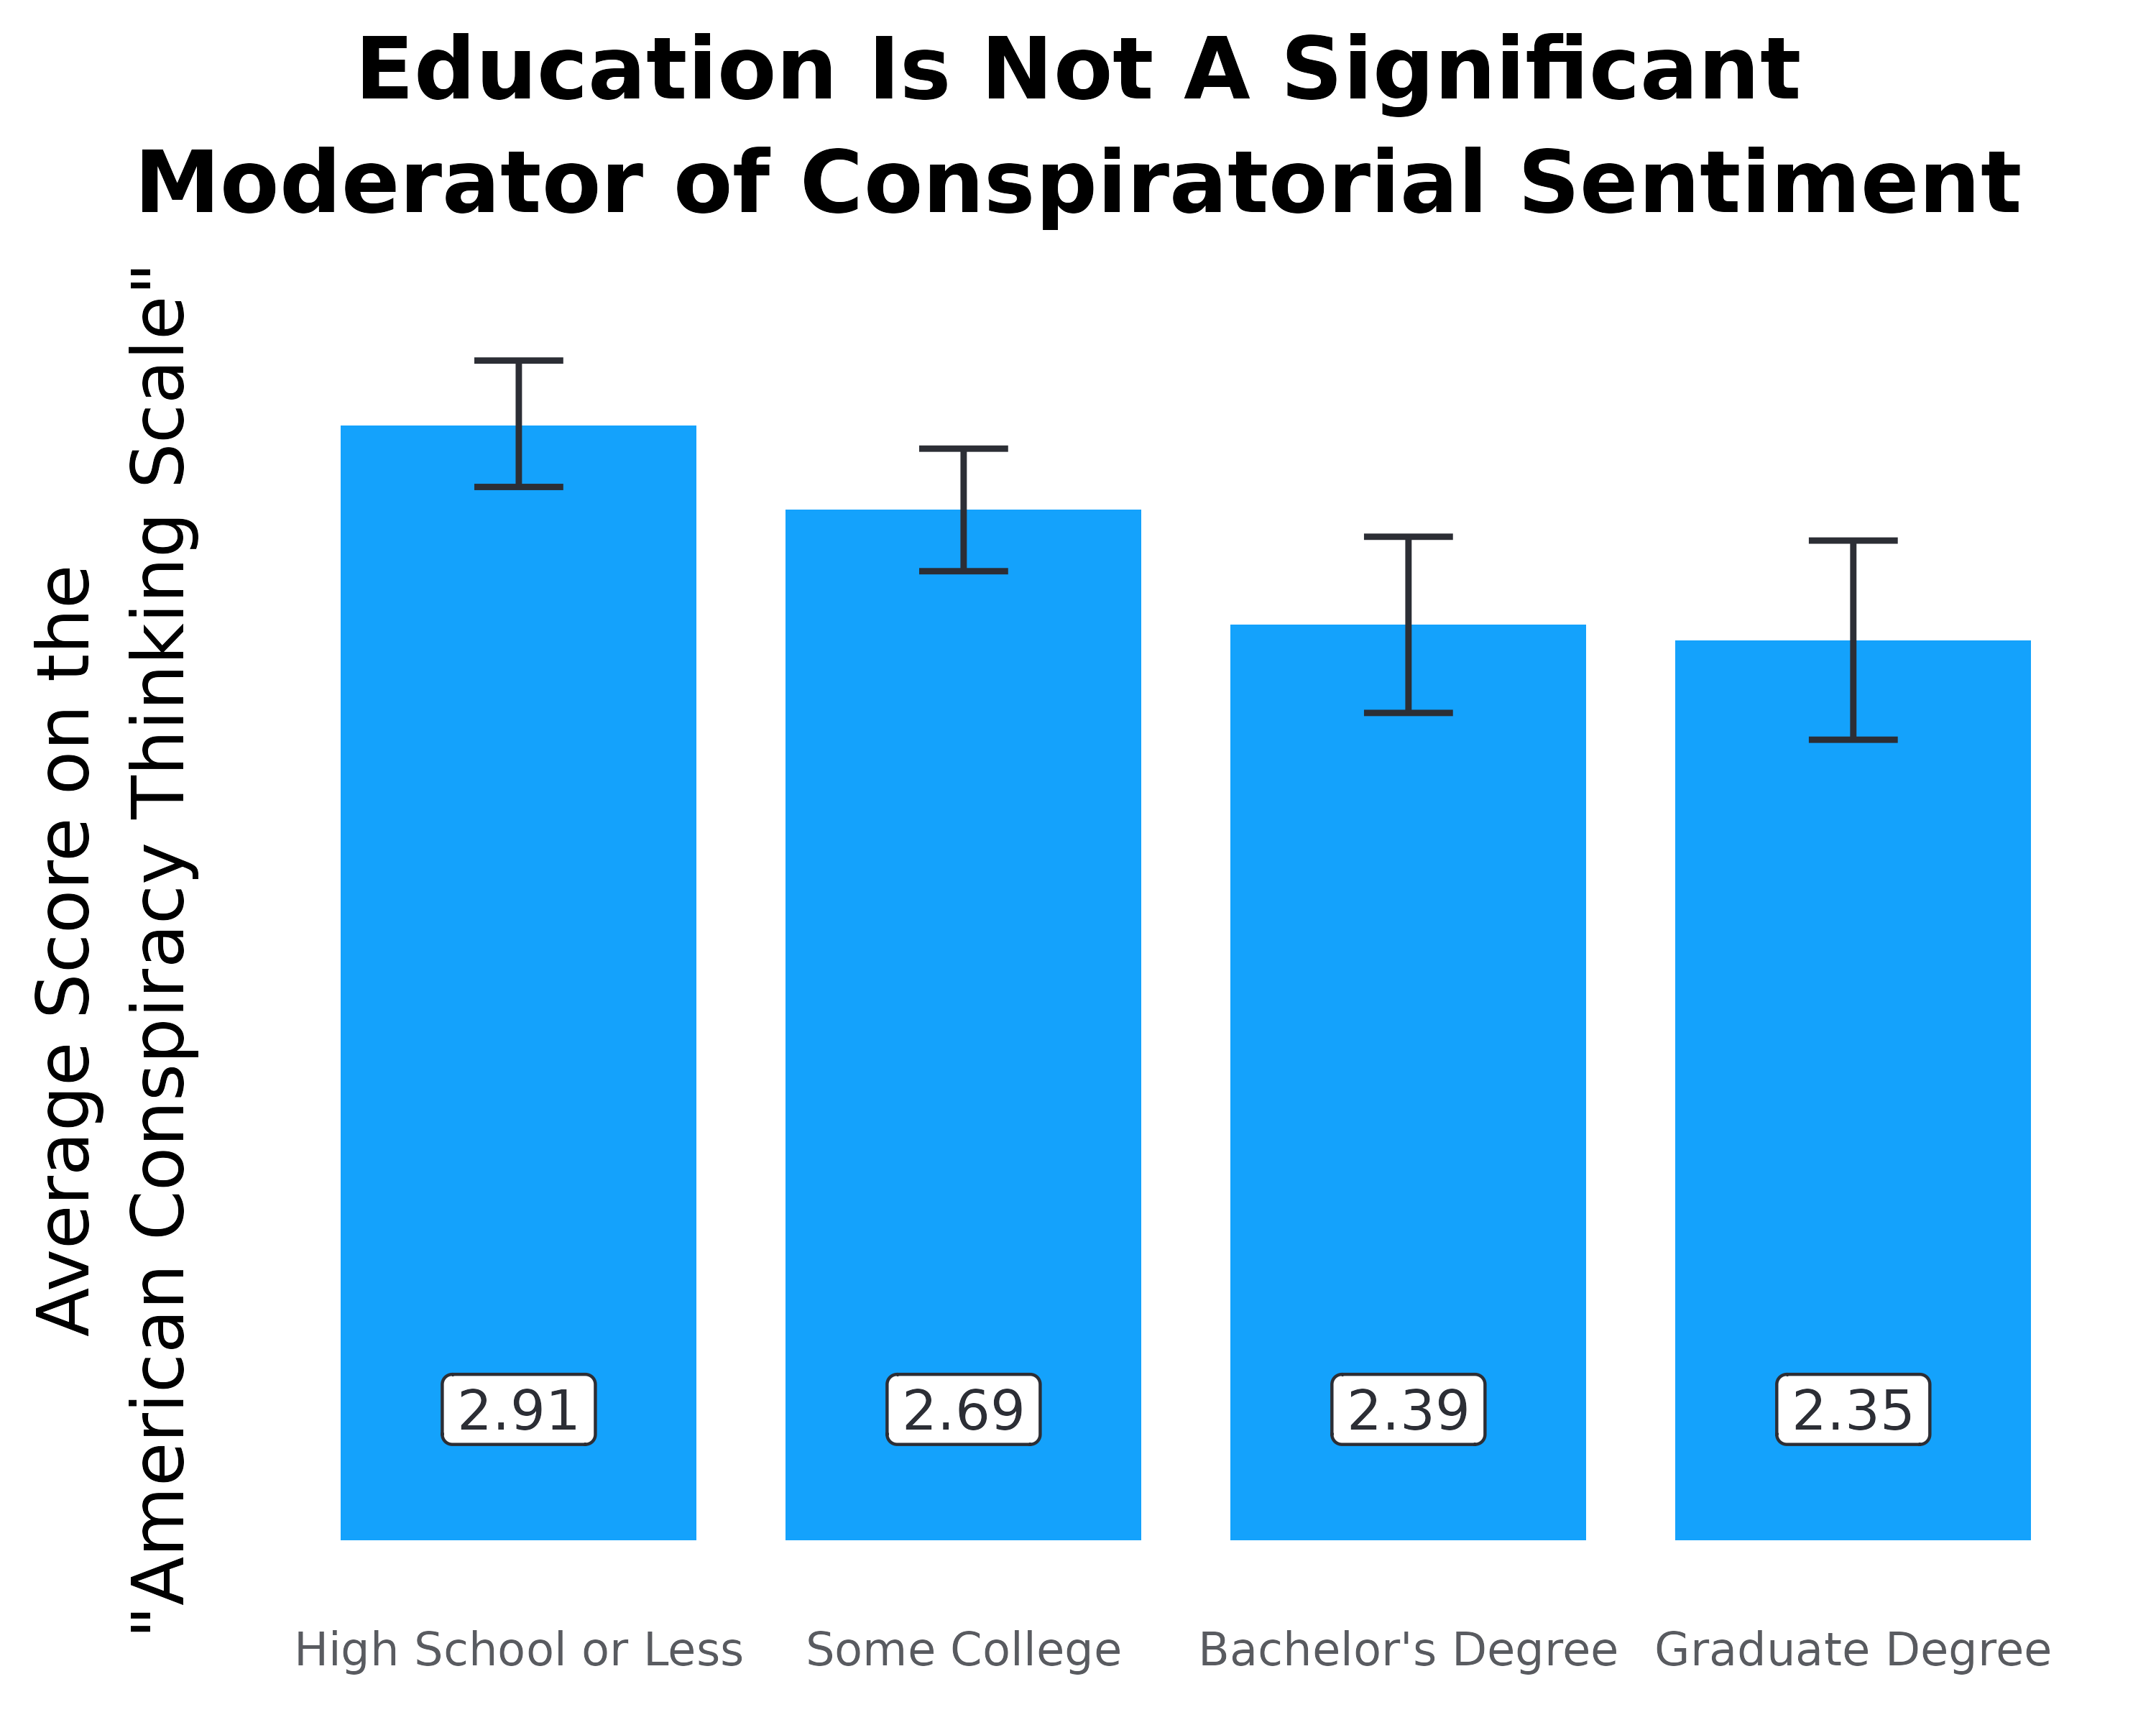 Education Is Not A Significant
Moderator of Conspiratorial Sentiment
Average Score on the
"American Conspiracy Thinking Scale"
2.91
2.69
2.39
2.35
High School or Less
Some College
Bachelor's Degree
Graduate Degree